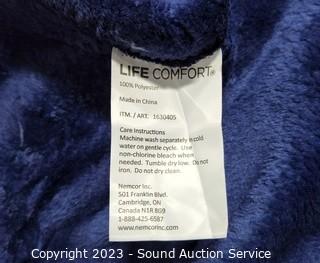 LIFE COMFORT®
100% Polyester
Made in China
ITM. / ART. 1630405
Care Instructions
Machine wash separately in cold
water on gentle cycle. Use
non-chlorine bleach when
needed. Tumble dry low. Do not
iron. Do not dry clean.
Nemcor Inc.
501 Franklin Blvd.
Cambridge, ON
Canada N1R 8G9
1-888-425-6587
www.nemcorinc.com
Copyright 2023 - Sound Auction Service